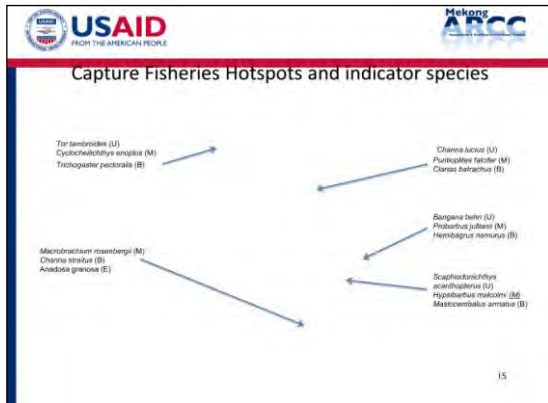 USAID
FROM THE AMERICAN PEOPLE
Mekong
ARCC
Capture Fisheries Hotspots and indicator species
Tor tambroides (U)
Cyclocheilichthys enoplos (M)
Trichogaster pectoralis (B)
Channa lucius (U)
Puntioplites falcifer (M)
Clarias batrachus (B)
Bangana behri (U)
Probarbus jullieni (M)
Hemibagrus nemurus (B)
Macrobrachium rosenbergii (M)
Channa straitus (B)
Anadosa granosa (E)
Scaphiodonichthys
acanthopterus (U)
Hypsibarbus malcolmi (M)
Mastocembalus armatus (B)
15